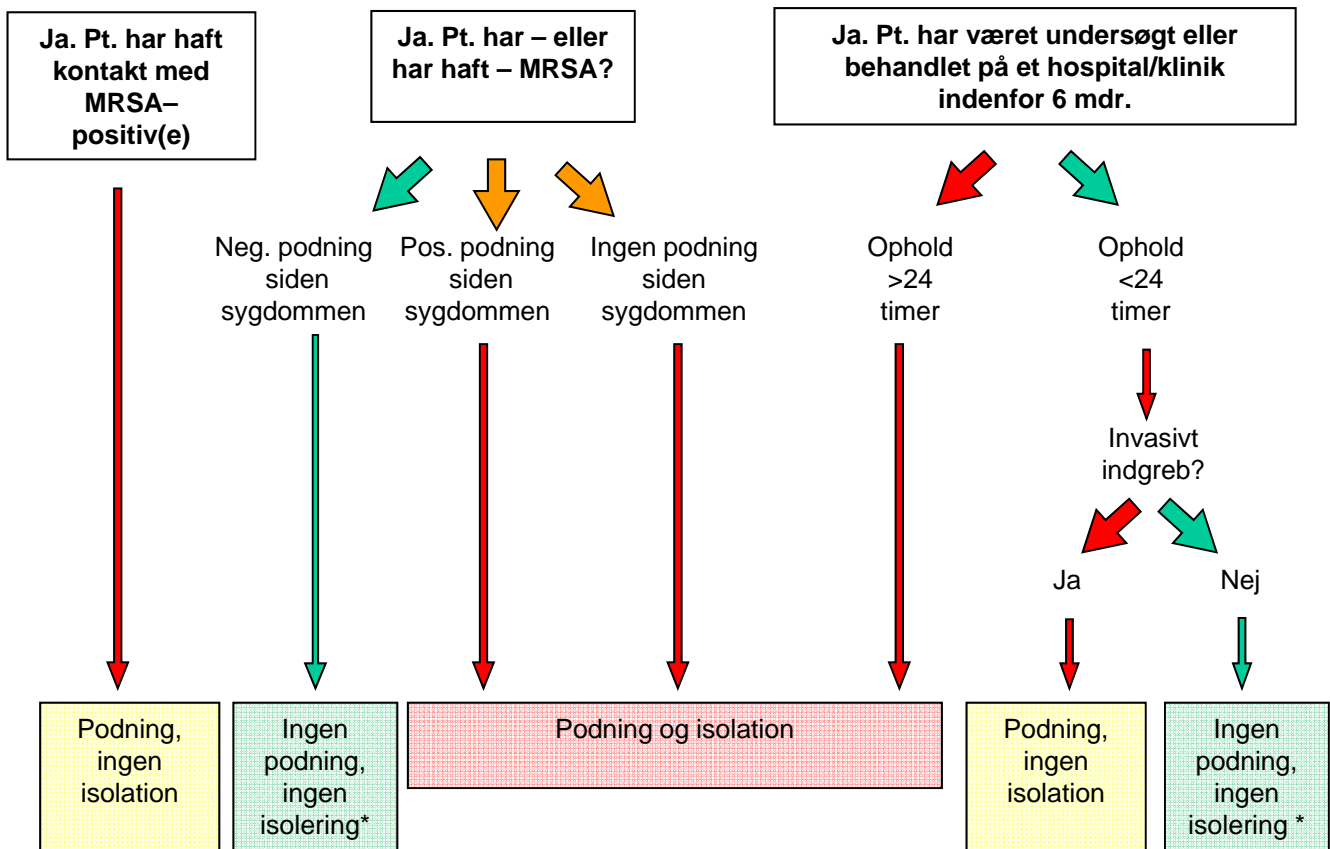 Ja. Pt. har haft
kontakt med
MRSA–
positiv(e)
Ja. Pt. har – eller
har haft – MRSA?
Ja. Pt. har været undersøgt eller
behandlet på et hospital/klinik
indenfor 6 mdr.
Neg. podning
siden
sygdommen
Pos. podning
siden
sygdommen
Ingen podning
siden
sygdommen
Ophold
>24
timer
Ophold
<24
timer
Invasivt
indgreb?
Ja
Nej
Podning,
ingen
isolation
Ingen
podning,
ingen
isolering*
Podning og isolation
Podning,
ingen
isolation
Ingen
podning,
ingen
isolering *